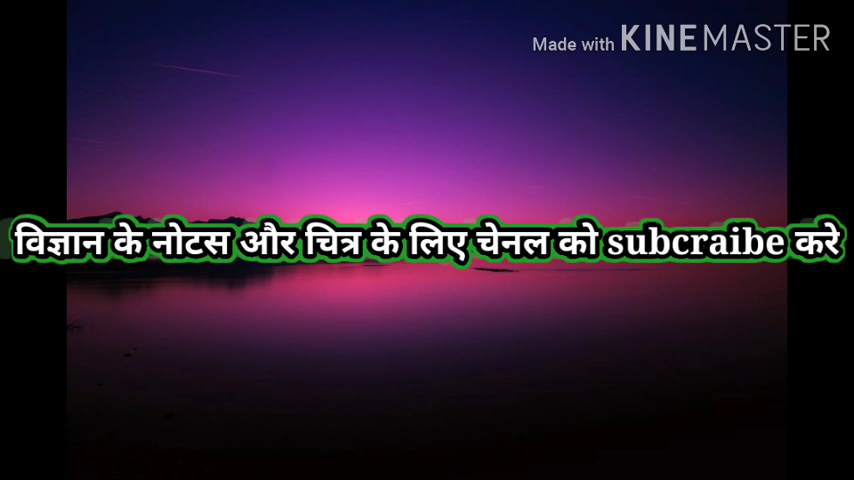 Made with KINEMASTER
विज्ञान के नोटस और चित्र के लिए चेनल को subcraibe करे